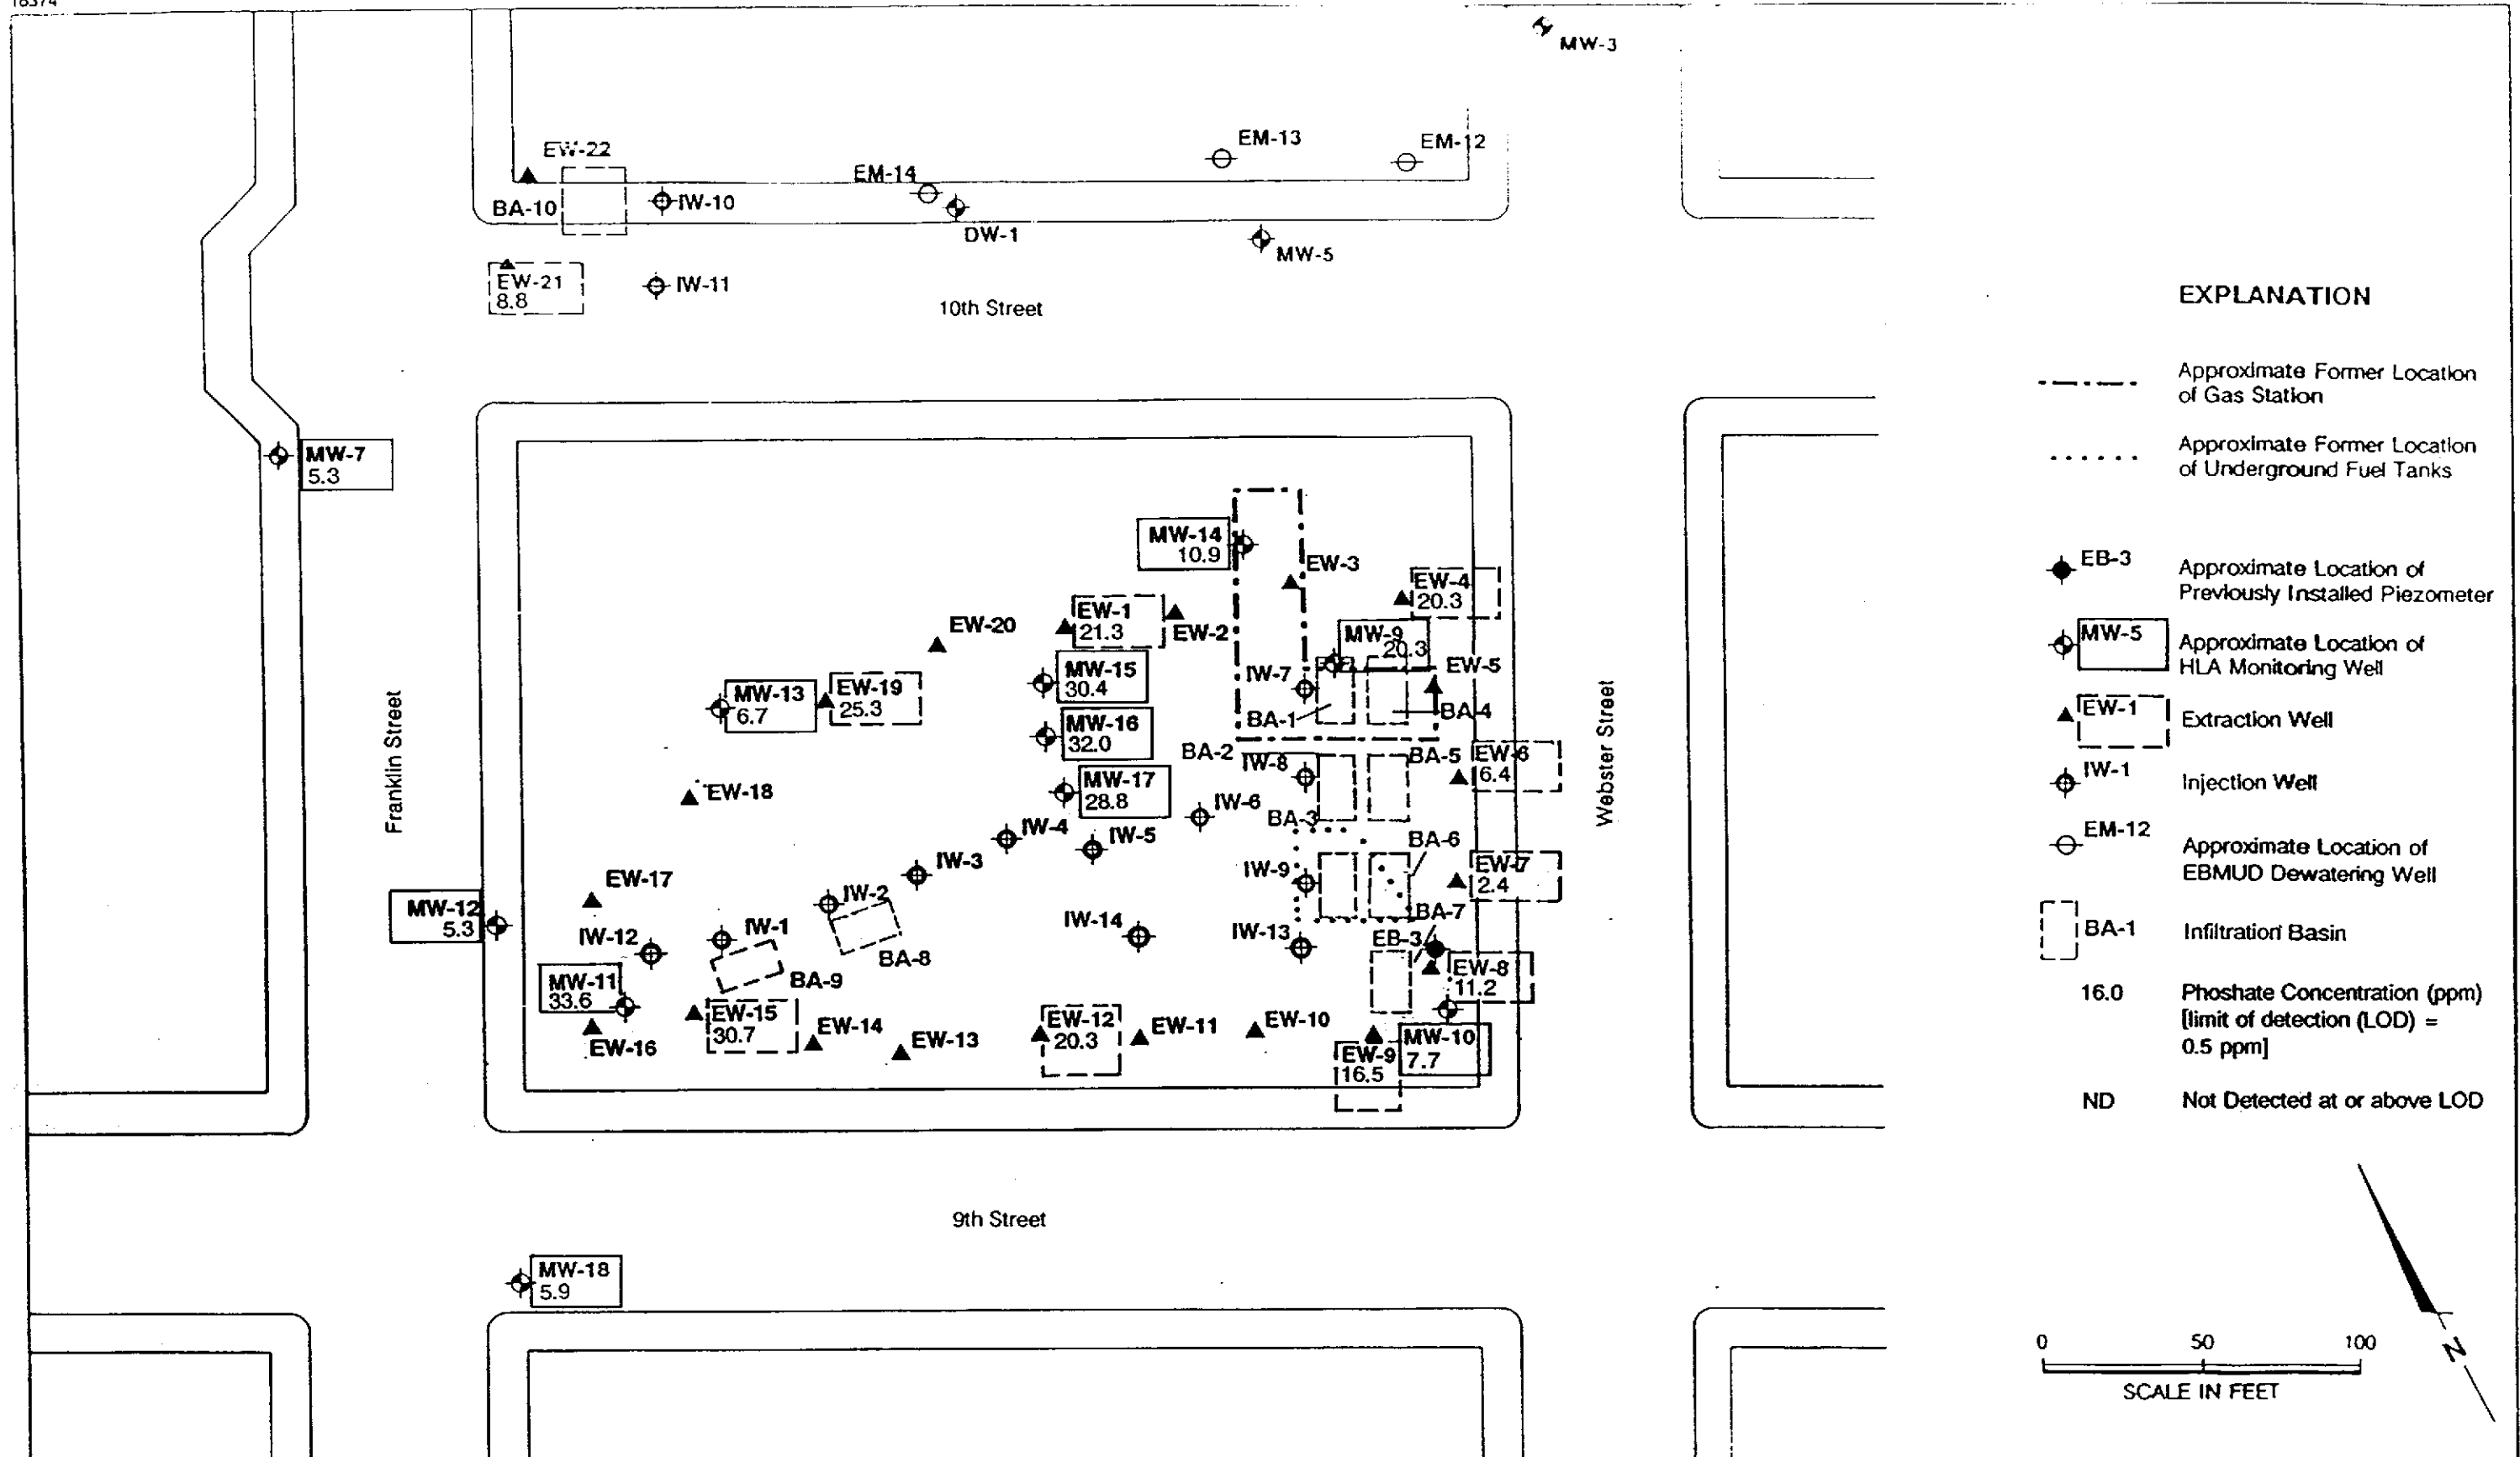 MW-3
EM-13
EM-12
EW-22
EM-14
BA-10
IW-10
DW-1
MW-5
EW-21
8.8
IW-11
10th Street
MW-7
5.3
MW-14
10.9
EW-3
EW-4
20.3
EW-1
21.3
EW-2
EW-20
MW-9
20.3
MW-15
30.4
IW-7
EW-5
MW-13
6.7
EW-19
25.3
BA-1
BA-4
MW-16
32.0
Franklin Street
Webster Street
BA-2
IW-8
BA-5
EW-6
6.4
MW-17
28.8
EW-18
IW-6
BA-3
IW-4
IW-5
BA-6
IW-3
IW-9
EW-7
2.4
EW-17
IW-2
MW-12
5.3
BA-7
IW-12
IW-1
IW-14
IW-13
EB-3
BA-8
EW-8
11.2
MW-11
33.6
BA-9
EW-15
30.7
EW-16
EW-14
EW-13
EW-12
20.3
EW-11
EW-10
EW-9
16.5
MW-10
7.7
9th Street
MW-18
5.9
EXPLANATION
Approximate Former Location
of Gas Station
Approximate Former Location
of Underground Fuel Tanks
EB-3
Approximate Location of
Previously Installed Piezometer
MW-5
Approximate Location of
HLA Monitoring Well
EW-1
Extraction Well
IW-1
Injection Well
EM-12
Approximate Location of
EBMUD Dewatering Well
BA-1
Infiltration Basin
16.0
Phoshate Concentration (ppm)
[limit of detection (LOD) =
0.5 ppm]
ND
Not Detected at or above LOD
N
0 50 100
SCALE IN FEET